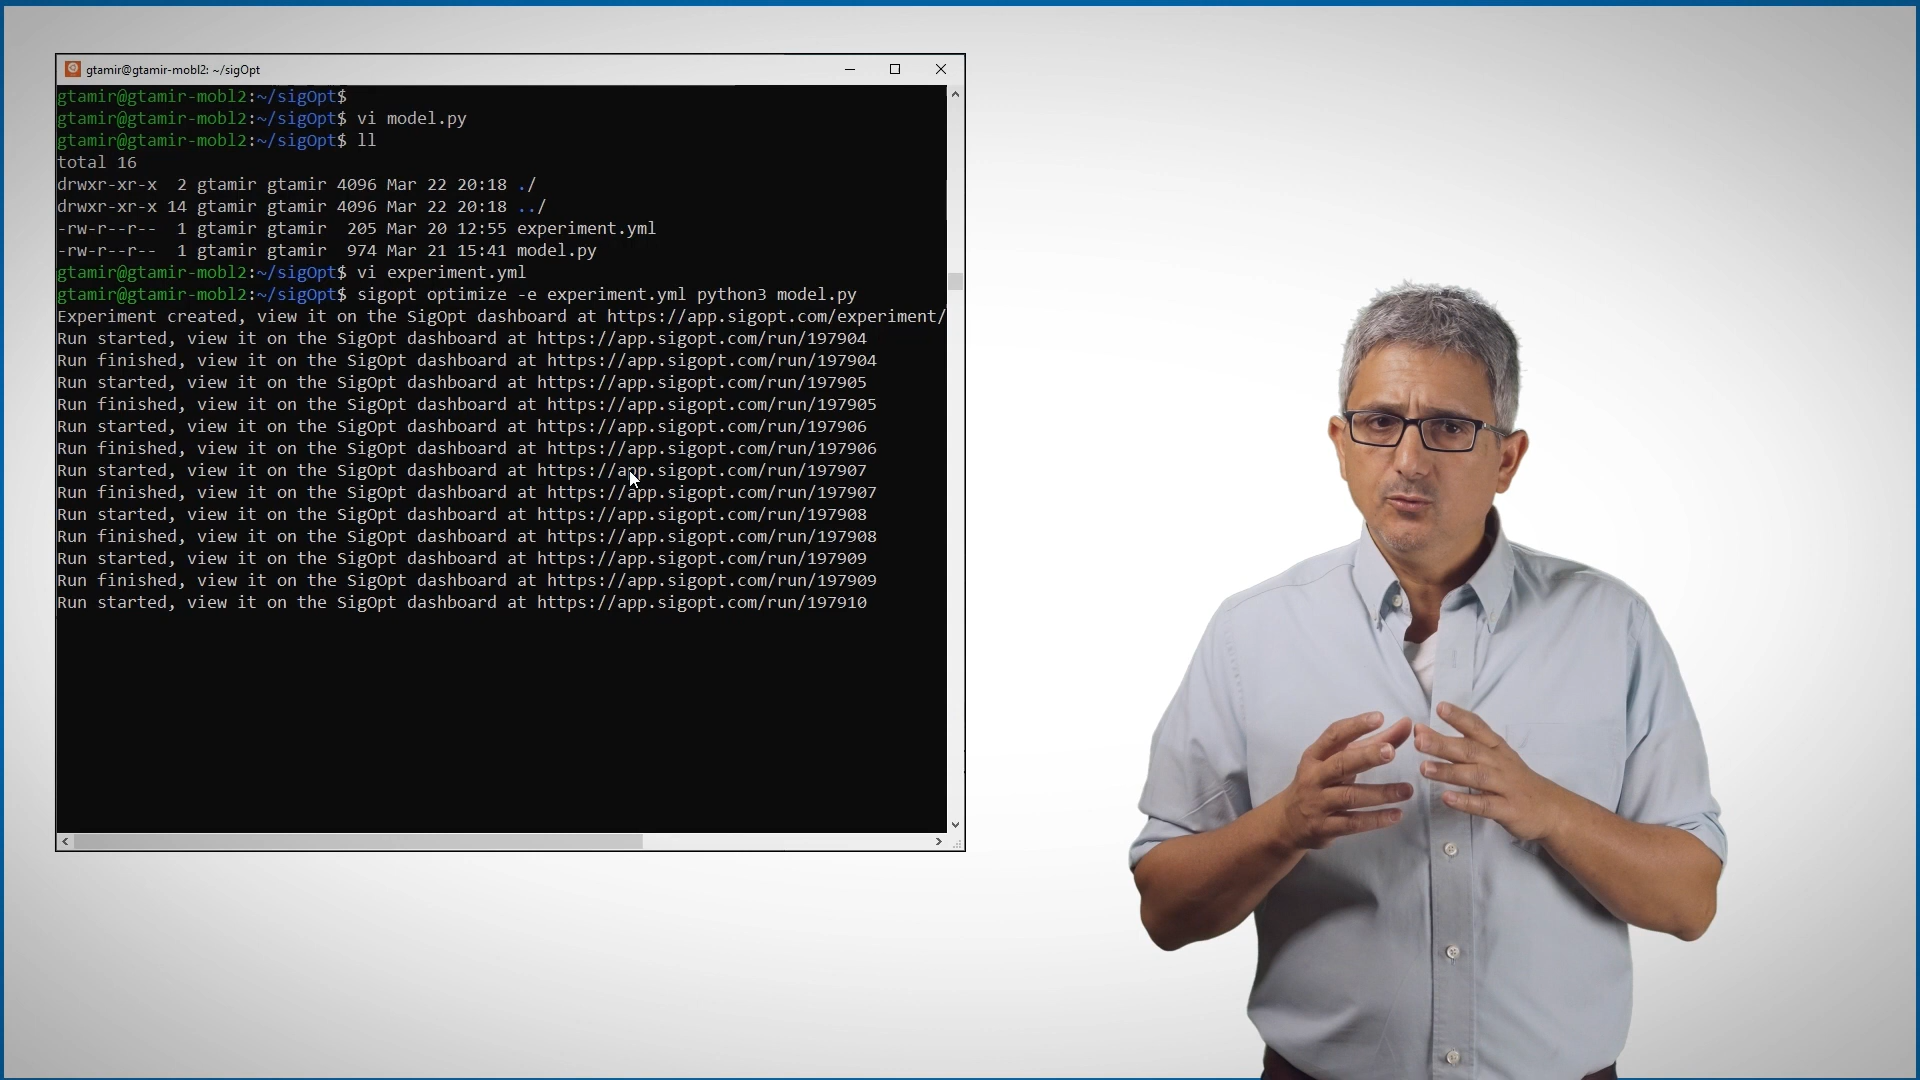 gtamir@gtamir-mobl2: ~/sigOpt
gtamir@gtamir-mobl2:~/sigOpt$
gtamir@gtamir-mobl2:~/sigOpt$ vi model.py
gtamir@gtamir-mobl2:~/sigOpt$ ll
total 16
drwxr-xr-x  2 gtamir gtamir 4096 Mar 22 20:18 ./
drwxr-xr-x 14 gtamir gtamir 4096 Mar 22 20:18 ../
-rw-r--r--  1 gtamir gtamir  205 Mar 20 12:55 experiment.yml
-rw-r--r--  1 gtamir gtamir  974 Mar 21 15:41 model.py
gtamir@gtamir-mobl2:~/sigOpt$ vi experiment.yml
gtamir@gtamir-mobl2:~/sigOpt$ sigopt optimize -e experiment.yml python3 model.py
Experiment created, view it on the SigOpt dashboard at https://app.sigopt.com/experiment/
Run started, view it on the SigOpt dashboard at https://app.sigopt.com/run/197904
Run finished, view it on the SigOpt dashboard at https://app.sigopt.com/run/197904
Run started, view it on the SigOpt dashboard at https://app.sigopt.com/run/197905
Run finished, view it on the SigOpt dashboard at https://app.sigopt.com/run/197905
Run started, view it on the SigOpt dashboard at https://app.sigopt.com/run/197906
Run finished, view it on the SigOpt dashboard at https://app.sigopt.com/run/197906
Run started, view it on the SigOpt dashboard at https://app.sigopt.com/run/197907
Run finished, view it on the SigOpt dashboard at https://app.sigopt.com/run/197907
Run started, view it on the SigOpt dashboard at https://app.sigopt.com/run/197908
Run finished, view it on the SigOpt dashboard at https://app.sigopt.com/run/197908
Run started, view it on the SigOpt dashboard at https://app.sigopt.com/run/197909
Run finished, view it on the SigOpt dashboard at https://app.sigopt.com/run/197909
Run started, view it on the SigOpt dashboard at https://app.sigopt.com/run/197910